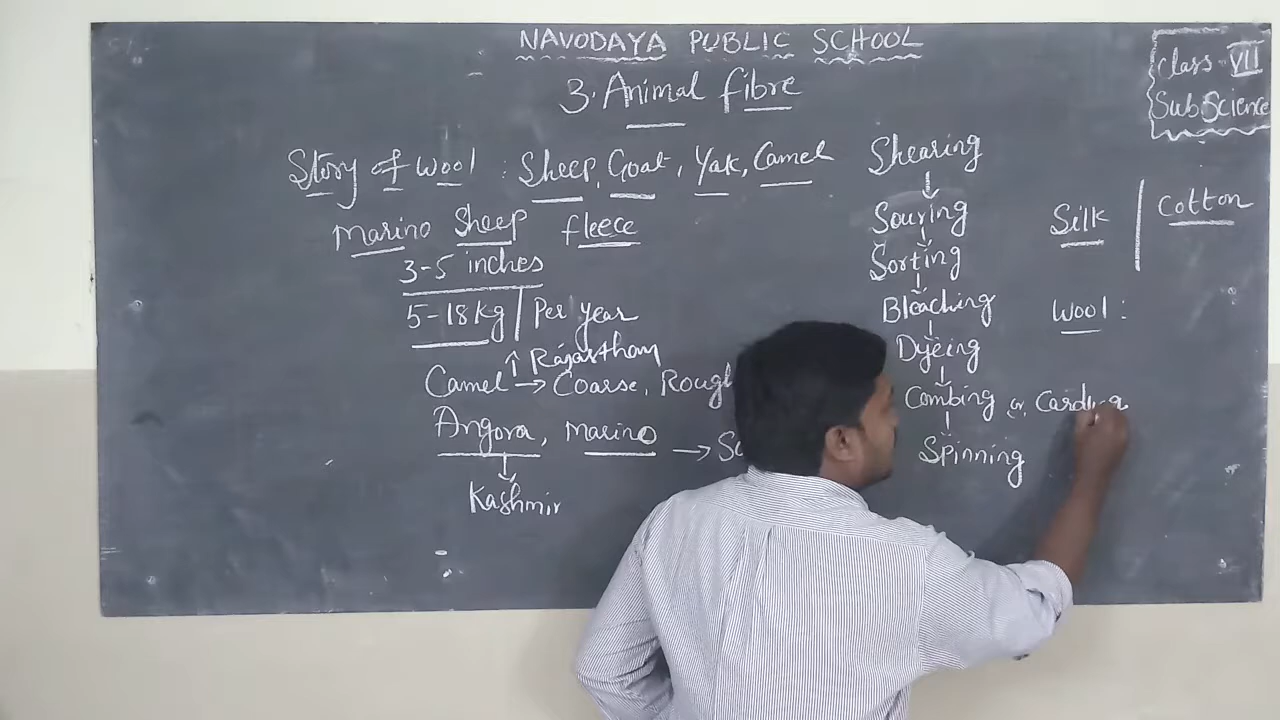 NAVODAYA PUBLIC SCHOOL
3. Animal fibre
Class VII
Sub Science
Story of Wool : Sheep, Goat, Yak, Camel
Marino Sheep fleece
3-5 inches
5-18 Kg | Per year
↑ Rajasthan
Camel → Coarse, Rough
Angora, Marino →
↓
Kashmir
Shearing
↓
Souring
↓
Sorting
↓
Bleaching
↓
Dyeing
↓
Combing or Carding
↓
Spinning
Silk | Cotton
Wool :